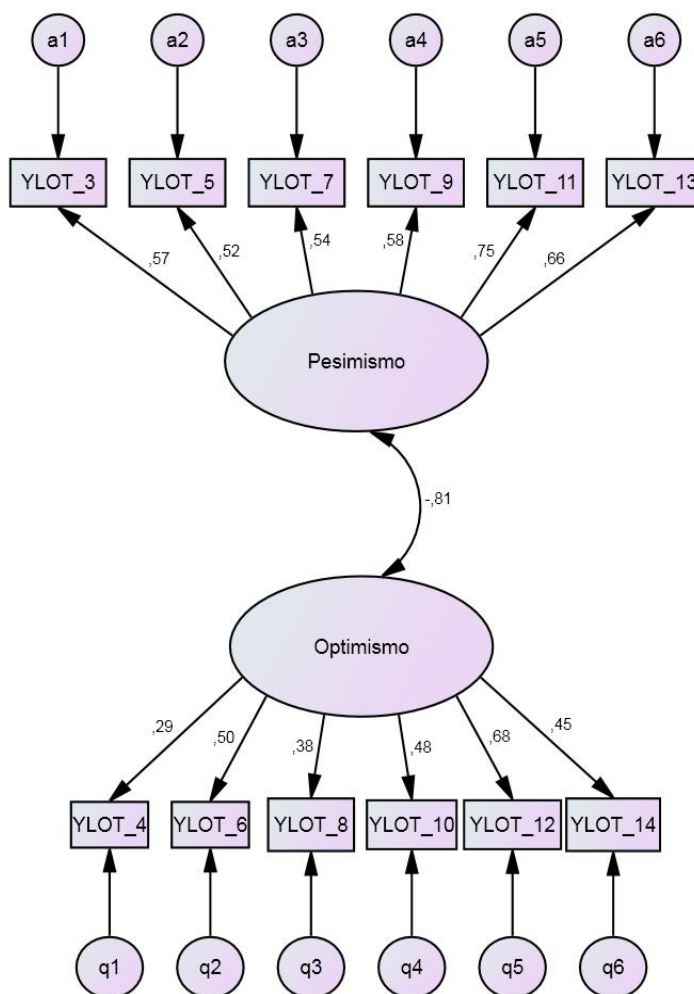 a1 a2 a3 a4 a5 a6
YLOT_3 YLOT_5 YLOT_7 YLOT_9 YLOT_11 YLOT_13
,57 ,52 ,54 ,58 ,75 ,66
Pesimismo
-,81
Optimismo
,29 ,50 ,38 ,48 ,68 ,45
YLOT_4 YLOT_6 YLOT_8 YLOT_10 YLOT_12 YLOT_14
q1 q2 q3 q4 q5 q6